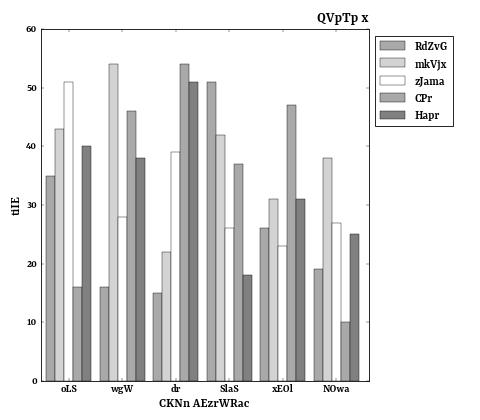 QVpTp x
RdZvG
mkVjx
zJama
CPr
Hapr
60
50
40
30
20
10
0
tiIE
oLS wgW dr SlaS xEOl NOwa
CKNn AEzrWRac